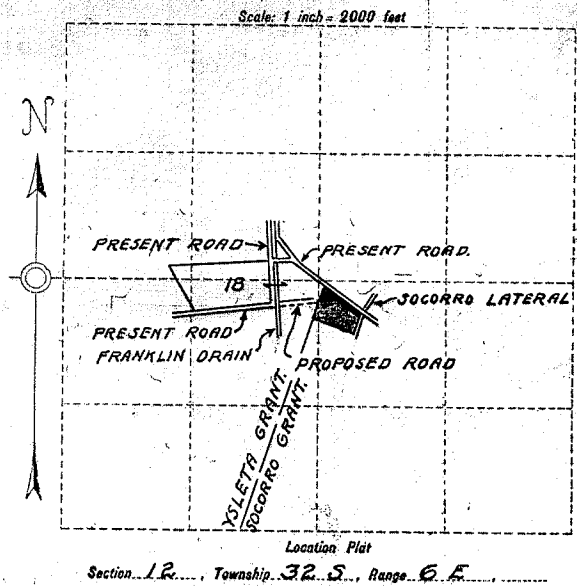 Scale: 1 inch = 2000 feet
N
PRESENT ROAD
PRESENT ROAD.
18
SOCORRO LATERAL
PRESENT ROAD
FRANKLIN DRAIN
PROPOSED ROAD
YSLETA GRANT.
SOCORRO GRANT.
Location Plat
Section 12, Township 32 S, Range 6 E,